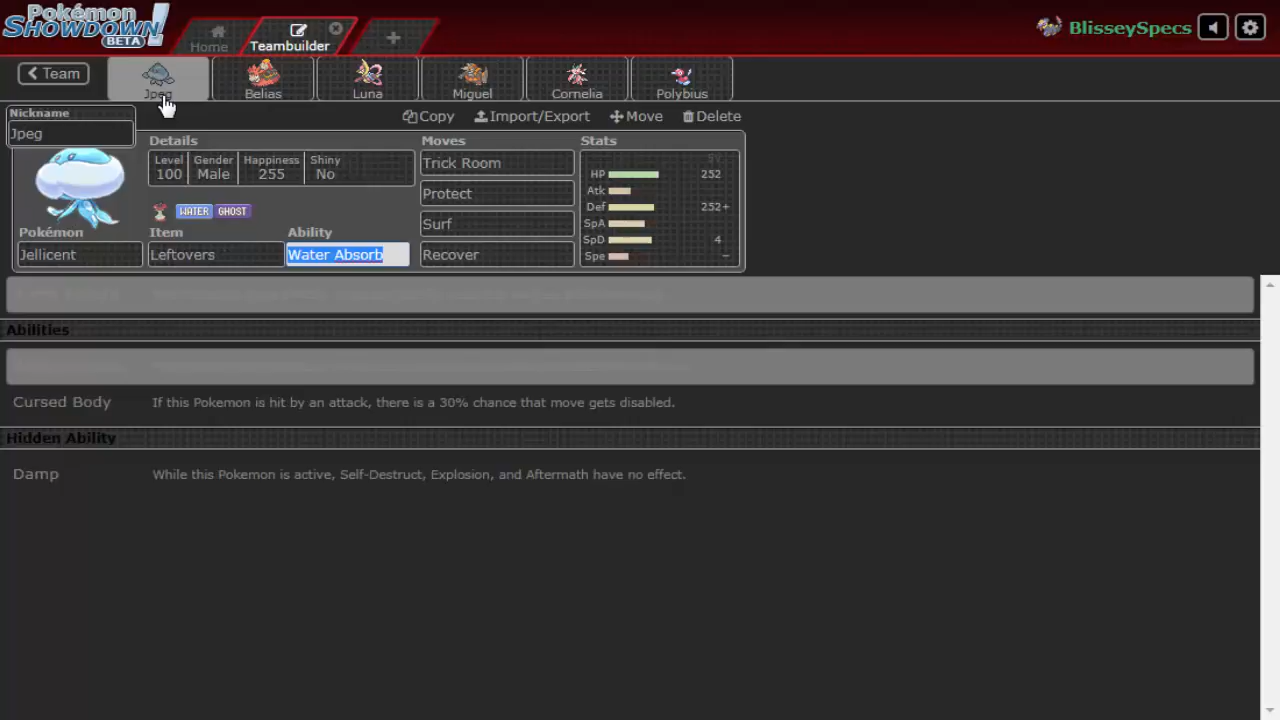 Pokémon
SHOWDOWN!
BETA
Home
Teambuilder
BlisseySpecs
Team
Jpeg
Belias
Luna
Miguel
Cornelia
Polybius
Nickname
Jpeg
Copy
Import/Export
Move
Delete
Details
Moves
Stats
Level
Gender
Happiness
Shiny
100
Male
255
No
Trick Room
Protect
Surf
Recover
EV
HP 252
Atk
Def 252+
SpA
SpD 4
Spe −
WATER GHOST
Pokémon
Item
Ability
Jellicent
Leftovers
Water Absorb
Abilities
Cursed Body If this Pokemon is hit by an attack, there is a 30% chance that move gets disabled.
Hidden Ability
Damp While this Pokemon is active, Self-Destruct, Explosion, and Aftermath have no effect.